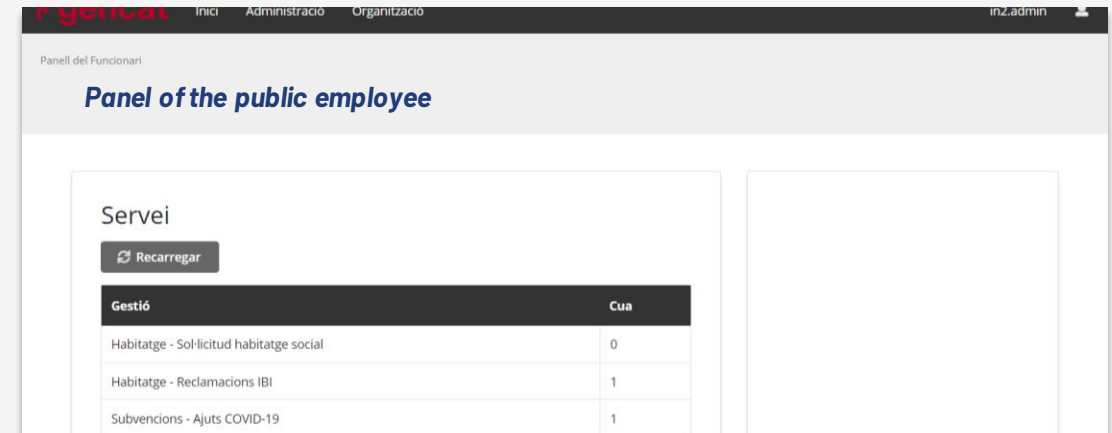 gencat Inici Administració Organització in2.admin
Panell del Funcionari
Panel of the public employee
Servei
Recarregar
Gestió Cua
Habitatge - Sol·licitud habitatge social 0
Habitatge - Reclamacions IBI 1
Subvencions - Ajuts COVID-19 1